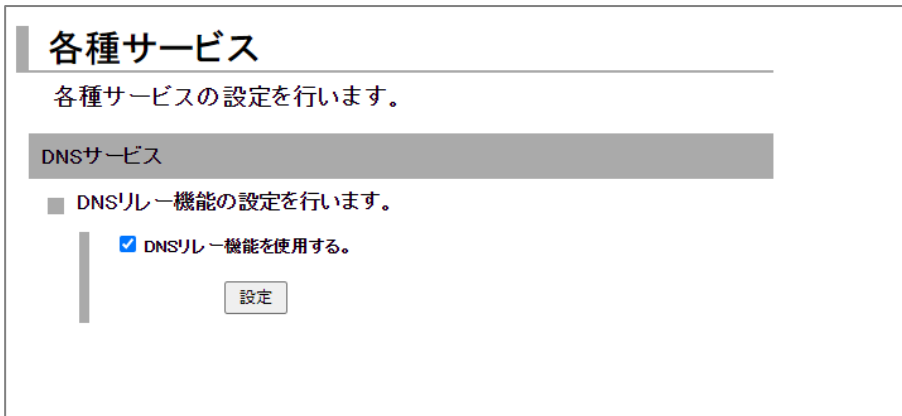 各種サービス
各種サービスの設定を行います。
DNSサービス
DNSリレー機能の設定を行います。
DNSリレー機能を使用する。
設定